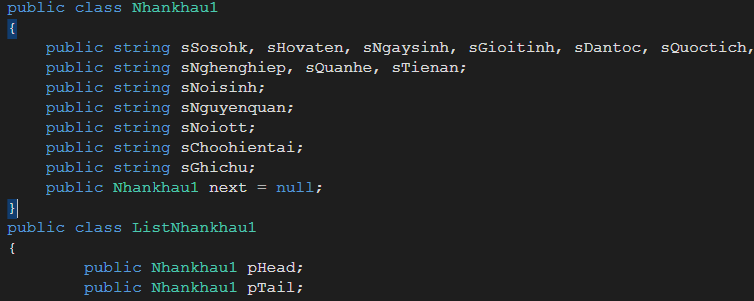 public class Nhankhau1
{
public string sSosohk, sHovaten, sNgaysinh, sGioitinh, sDantoc, sQuoctich,
public string sNghenghiep, sQuanhe, sTienan;
public string sNoisinh;
public string sNguyenquan;
public string sNoiott;
public string sChoohientai;
public string sGhichu;
public Nhankhau1 next = null;
}
public class ListNhankhau1
{
public Nhankhau1 pHead;
public Nhankhau1 pTail;